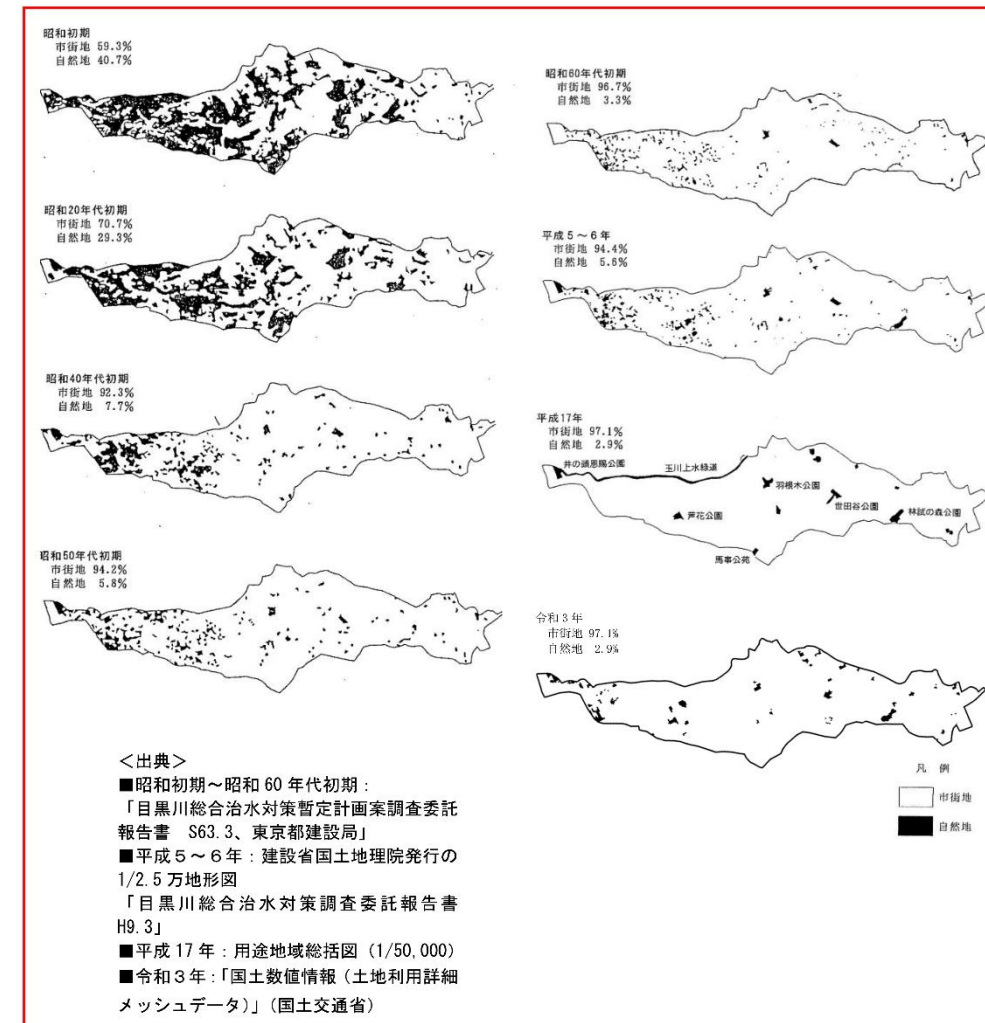 昭和初期
市街地 59.3%
自然地 40.7%
昭和20年代初期
市街地 70.7%
自然地 29.3%
昭和40年代初期
市街地 92.3%
自然地 7.7%
昭和50年代初期
市街地 94.2%
自然地 5.8%
<出典>
■昭和初期~昭和 60 年代初期:
「目黒川総合治水対策暫定計画案調査委託
報告書 S63.3、東京都建設局」
■平成5~6年:建設省国土地理院発行の
1/2.5 万地形図
「目黒川総合治水対策調査委託報告書
H9.3」
■平成 17 年:用途地域総括図(1/50,000)
■令和3年:「国土数値情報(土地利用詳細
メッシュデータ)」(国土交通省)
昭和60年代初期
市街地 96.7%
自然地 3.3%
平成5~6年
市街地 94.4%
自然地 5.6%
平成17年
市街地 97.1%
自然地 2.9%
井の頭恩賜公園
玉川上水緑道
羽根木公園
世田谷公園
林試の森公園
芦花公園
馬事公苑
令和3年
市街地 97.1%
自然地 2.9%
凡 例
市街地
自然地